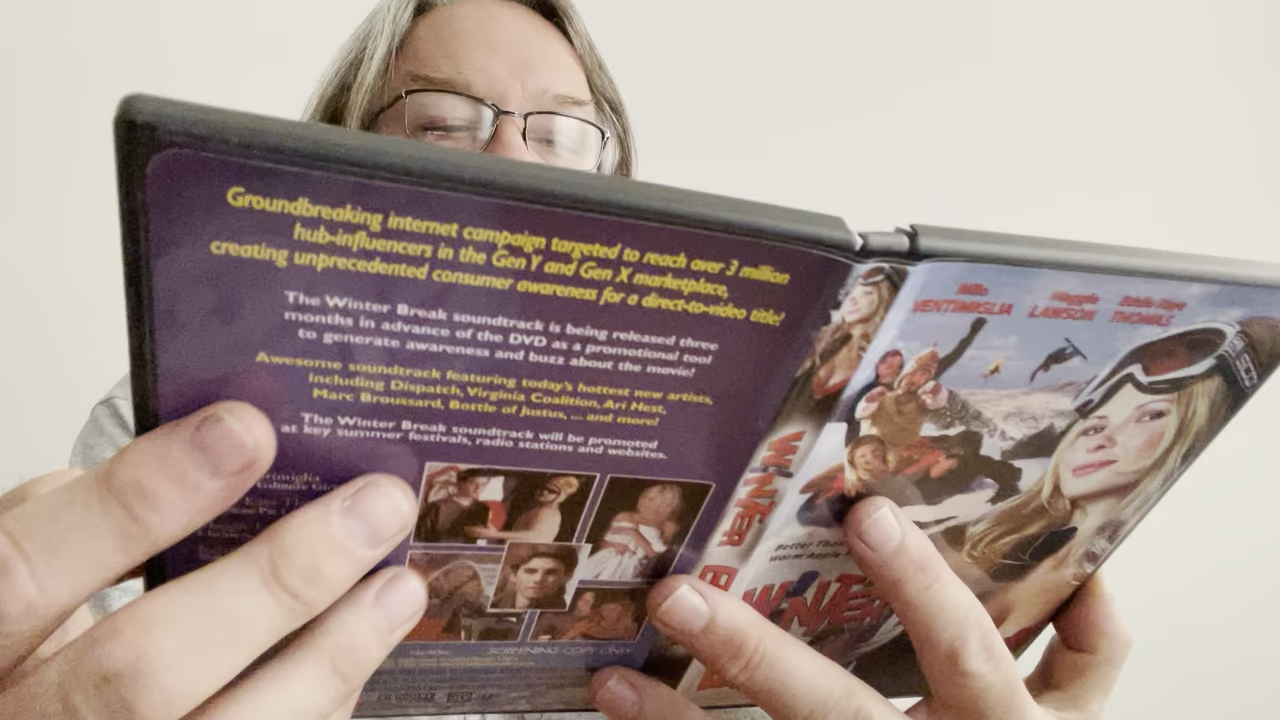 Groundbreaking internet campaign targeted to reach over 3 million
hub-influencers in the Gen Y and Gen X marketplace,
creating unprecedented consumer awareness for a direct-to-video title!
The Winter Break soundtrack is being released three
months in advance of the DVD as a promotional tool
to generate awareness and buzz about the movie!
Awesome soundtrack featuring today's hottest new artists,
including Dispatch, Virginia Coalition, Ari Hest,
Marc Broussard, Bottle of Justus, ... and more!
The Winter Break soundtrack will be promoted
at key summer festivals, radio stations and websites.
SCREENING COPY ONLY
WINTER
B
Milo
VENTIMIGLIA
Maggie
LAWSON
Eddie Kaye
THOMAS
Better Than
Warm Apple
WINTER